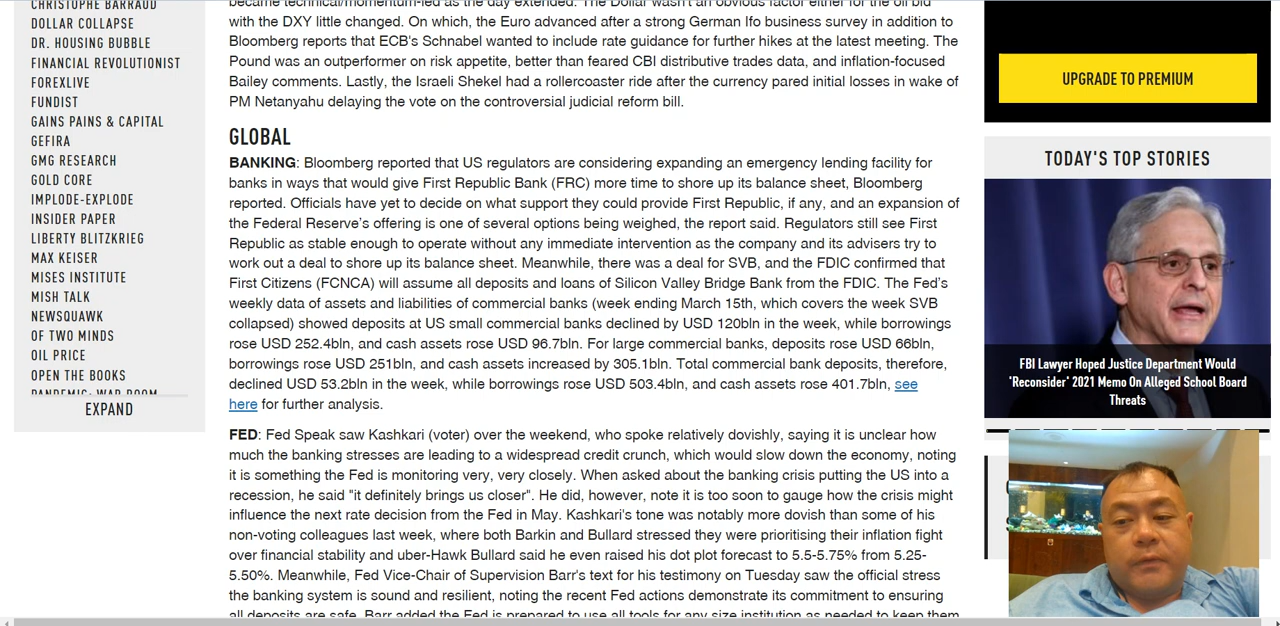 CHRISTOPHE BARRAUD
DOLLAR COLLAPSE
DR. HOUSING BUBBLE
FINANCIAL REVOLUTIONIST
FOREXLIVE
FUNDIST
GAINS PAINS & CAPITAL
GEFIRA
GMG RESEARCH
GOLD CORE
IMPLODE-EXPLODE
INSIDER PAPER
LIBERTY BLITZKRIEG
MAX KEISER
MISES INSTITUTE
MISH TALK
NEWSQUAWK
OF TWO MINDS
OIL PRICE
OPEN THE BOOKS
PANDEMIC: WAR ROOM
EXPAND
became technical/momentum-led as the day extended. The Dollar wasn't an obvious factor either for the oil bid
with the DXY little changed. On which, the Euro advanced after a strong German Ifo business survey in addition to
Bloomberg reports that ECB's Schnabel wanted to include rate guidance for further hikes at the latest meeting. The
Pound was an outperformer on risk appetite, better than feared CBI distributive trades data, and inflation-focused
Bailey comments. Lastly, the Israeli Shekel had a rollercoaster ride after the currency pared initial losses in wake of
PM Netanyahu delaying the vote on the controversial judicial reform bill.
GLOBAL
BANKING: Bloomberg reported that US regulators are considering expanding an emergency lending facility for
banks in ways that would give First Republic Bank (FRC) more time to shore up its balance sheet, Bloomberg
reported. Officials have yet to decide on what support they could provide First Republic, if any, and an expansion of
the Federal Reserve's offering is one of several options being weighed, the report said. Regulators still see First
Republic as stable enough to operate without any immediate intervention as the company and its advisers try to
work out a deal to shore up its balance sheet. Meanwhile, there was a deal for SVB, and the FDIC confirmed that
First Citizens (FCNCA) will assume all deposits and loans of Silicon Valley Bridge Bank from the FDIC. The Fed's
weekly data of assets and liabilities of commercial banks (week ending March 15th, which covers the week SVB
collapsed) showed deposits at US small commercial banks declined by USD 120bln in the week, while borrowings
rose USD 252.4bln, and cash assets rose USD 96.7bln. For large commercial banks, deposits rose USD 66bln,
borrowings rose USD 251bln, and cash assets increased by 305.1bln. Total commercial bank deposits, therefore,
declined USD 53.2bln in the week, while borrowings rose USD 503.4bln, and cash assets rose 401.7bln, see
here for further analysis.
FED: Fed Speak saw Kashkari (voter) over the weekend, who spoke relatively dovishly, saying it is unclear how
much the banking stresses are leading to a widespread credit crunch, which would slow down the economy, noting
it is something the Fed is monitoring very, very closely. When asked about the banking crisis putting the US into a
recession, he said "it definitely brings us closer". He did, however, note it is too soon to gauge how the crisis might
influence the next rate decision from the Fed in May. Kashkari's tone was notably more dovish than some of his
non-voting colleagues last week, where both Barkin and Bullard stressed they were prioritising their inflation fight
over financial stability and uber-Hawk Bullard said he even raised his dot plot forecast to 5.5-5.75% from 5.25-
5.50%. Meanwhile, Fed Vice-Chair of Supervision Barr's text for his testimony on Tuesday saw the official stress
the banking system is sound and resilient, noting the recent Fed actions demonstrate its commitment to ensuring
all deposits are safe. Barr added the Fed is prepared to use all tools for any size institution as needed to keep them
UPGRADE TO PREMIUM
TODAY'S TOP STORIES
FBI Lawyer Hoped Justice Department Would
'Reconsider' 2021 Memo On Alleged School Board
Threats